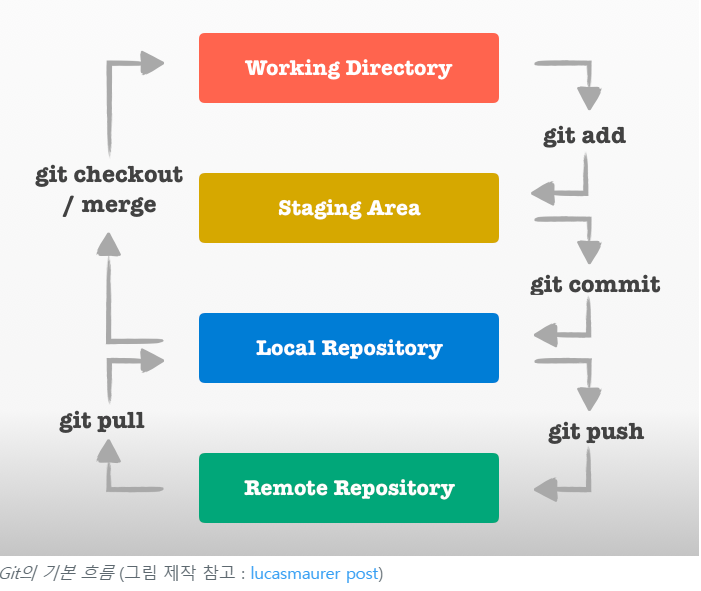 Working Directory
git add
git checkout
/ merge
Staging Area
git commit
Local Repository
git pull
git push
Remote Repository
Git의 기본 흐름 (그림 제작 참고 : lucasmaurer post)